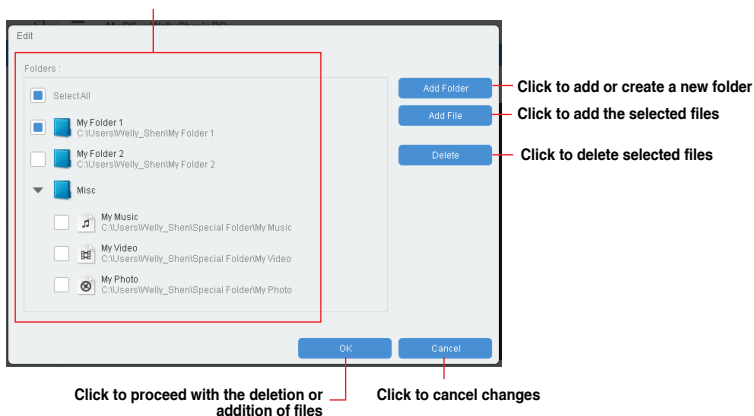 Edit
Folders :
SelectAll
My Folder 1
C:\Users\Welly_Shen\My Folder 1
My Folder 2
C:\Users\Welly_Shen\My Folder 2
Misc
My Music
C:\Users\Welly_Shen\Special Folder\My Music
My Video
C:\Users\Welly_Shen\Special Folder\My Video
My Photo
C:\Users\Welly_Shen\Special Folder\My Photo
Add Folder
Click to add or create a new folder
Add File
Click to add the selected files
Delete
Click to delete selected files
OK
Cancel
Click to proceed with the deletion or
addition of files
Click to cancel changes